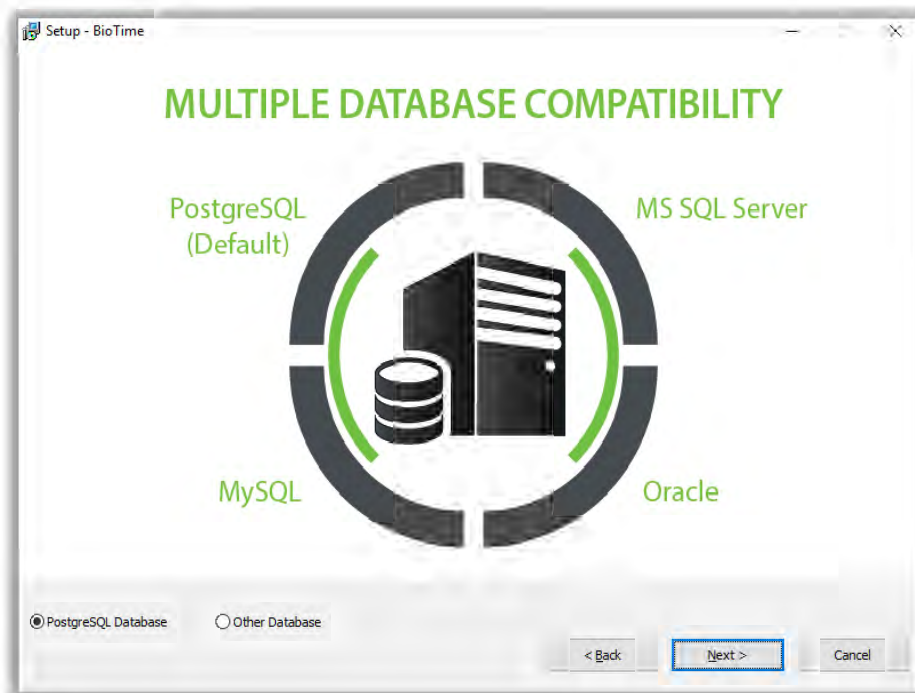 Setup - BioTime
MULTIPLE DATABASE COMPATIBILITY
PostgreSQL
(Default)
MS SQL Server
MySQL
Oracle
PostgreSQL Database
Other Database
< Back
Next >
Cancel